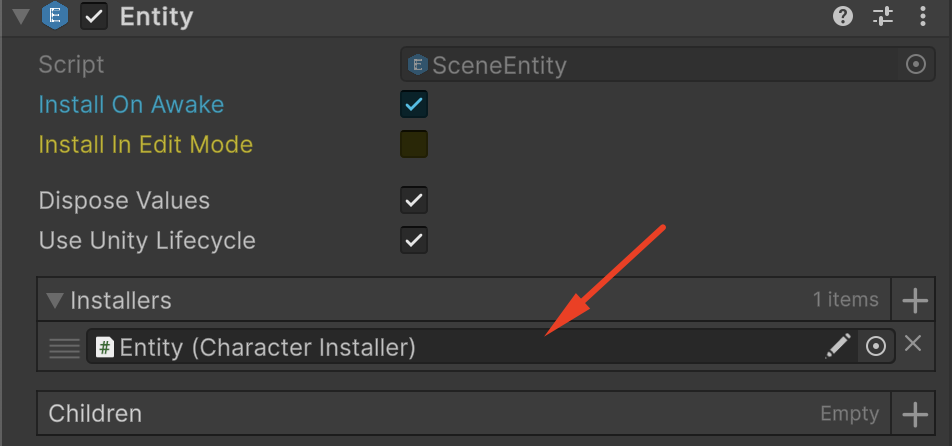 Entity
Script SceneEntity
Install On Awake
Install In Edit Mode
Dispose Values
Use Unity Lifecycle
Installers 1 items
# Entity (Character Installer)
Children Empty